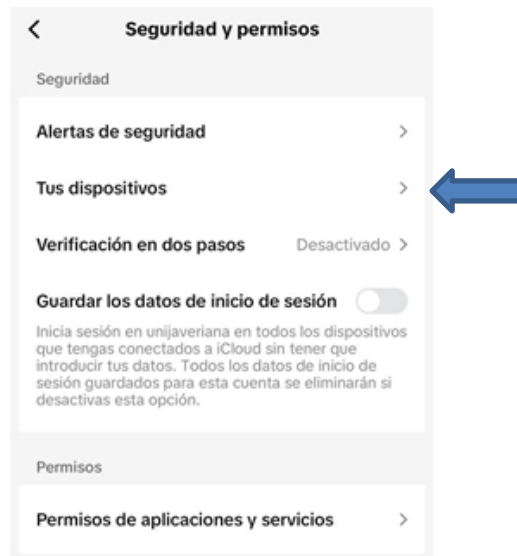 Seguridad y permisos
Seguridad
Alertas de seguridad
Tus dispositivos
Verificación en dos pasos Desactivado
Guardar los datos de inicio de sesión
Inicia sesión en unijaveriana en todos los dispositivos
que tengas conectados a iCloud sin tener que
introducir tus datos. Todos los datos de inicio de
sesión guardados para esta cuenta se eliminarán si
desactivas esta opción.
Permisos
Permisos de aplicaciones y servicios